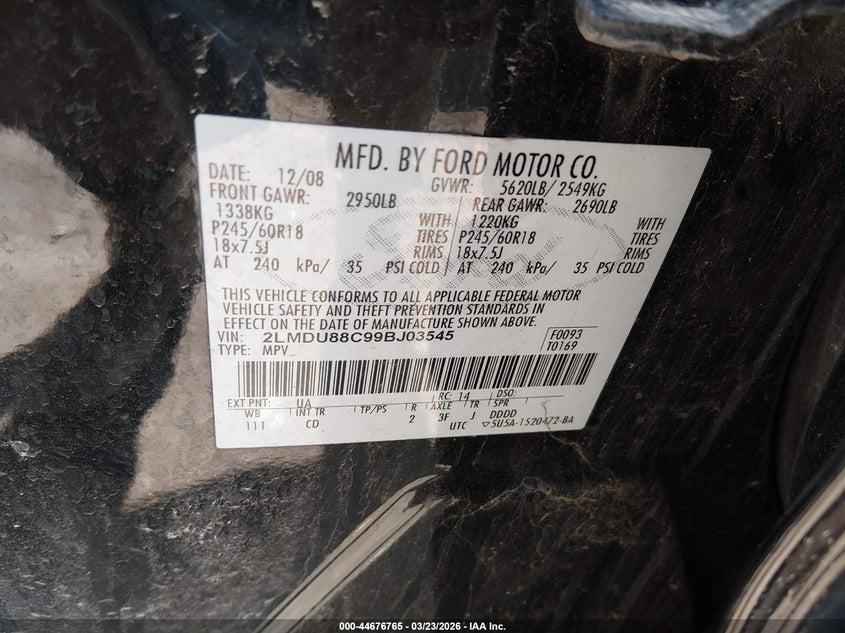 MFD. BY FORD MOTOR CO.
DATE: 12/08 GVWR: 5620LB/ 2549KG
FRONT GAWR: 2950LB REAR GAWR: 2690LB
1338KG WITH 1220KG WITH
P245/60R18 TIRES P245/60R18 TIRES
18x7.5J RIMS 18x7.5J RIMS
AT 240 kPa/ 35 PSI COLD AT 240 kPa/ 35 PSI COLD
THIS VEHICLE CONFORMS TO ALL APPLICABLE FEDERAL MOTOR
VEHICLE SAFETY AND THEFT PREVENTION STANDARDS IN
EFFECT ON THE DATE OF MANUFACTURE SHOWN ABOVE.
VIN: 2LMDU88C99BJ03545 F0093
TYPE: MPV T0169
EXT PNT: UA RC: 14 DSO:
WB INT TR TP/PS R AXLE TR SPR
111 CD 2 3F J DDDD
UTC ▽5U5A-1520472-BA
000-44676765 - 03/23/2026 - IAA Inc.